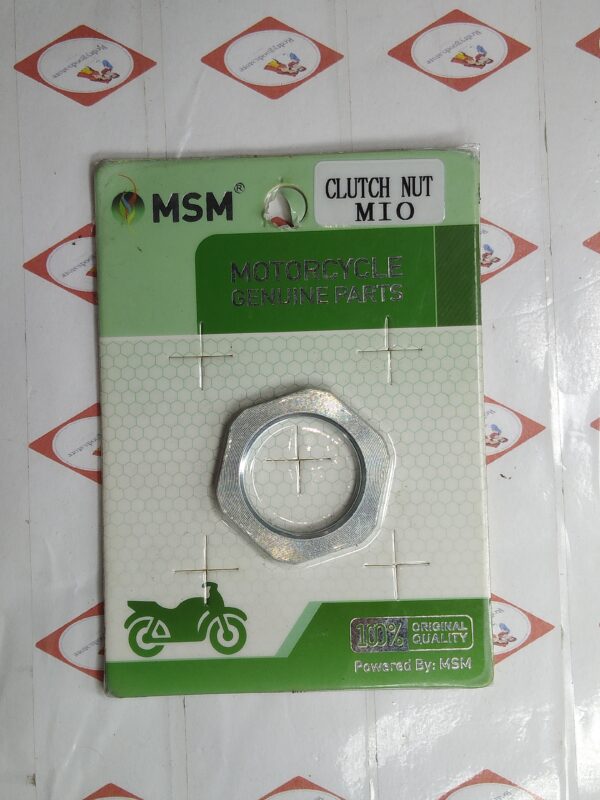 MSM®
CLUTCH NUT
MIO
MOTORCYCLE
GENUINE PARTS
100% ORIGINAL
QUALITY
Powered By: MSM